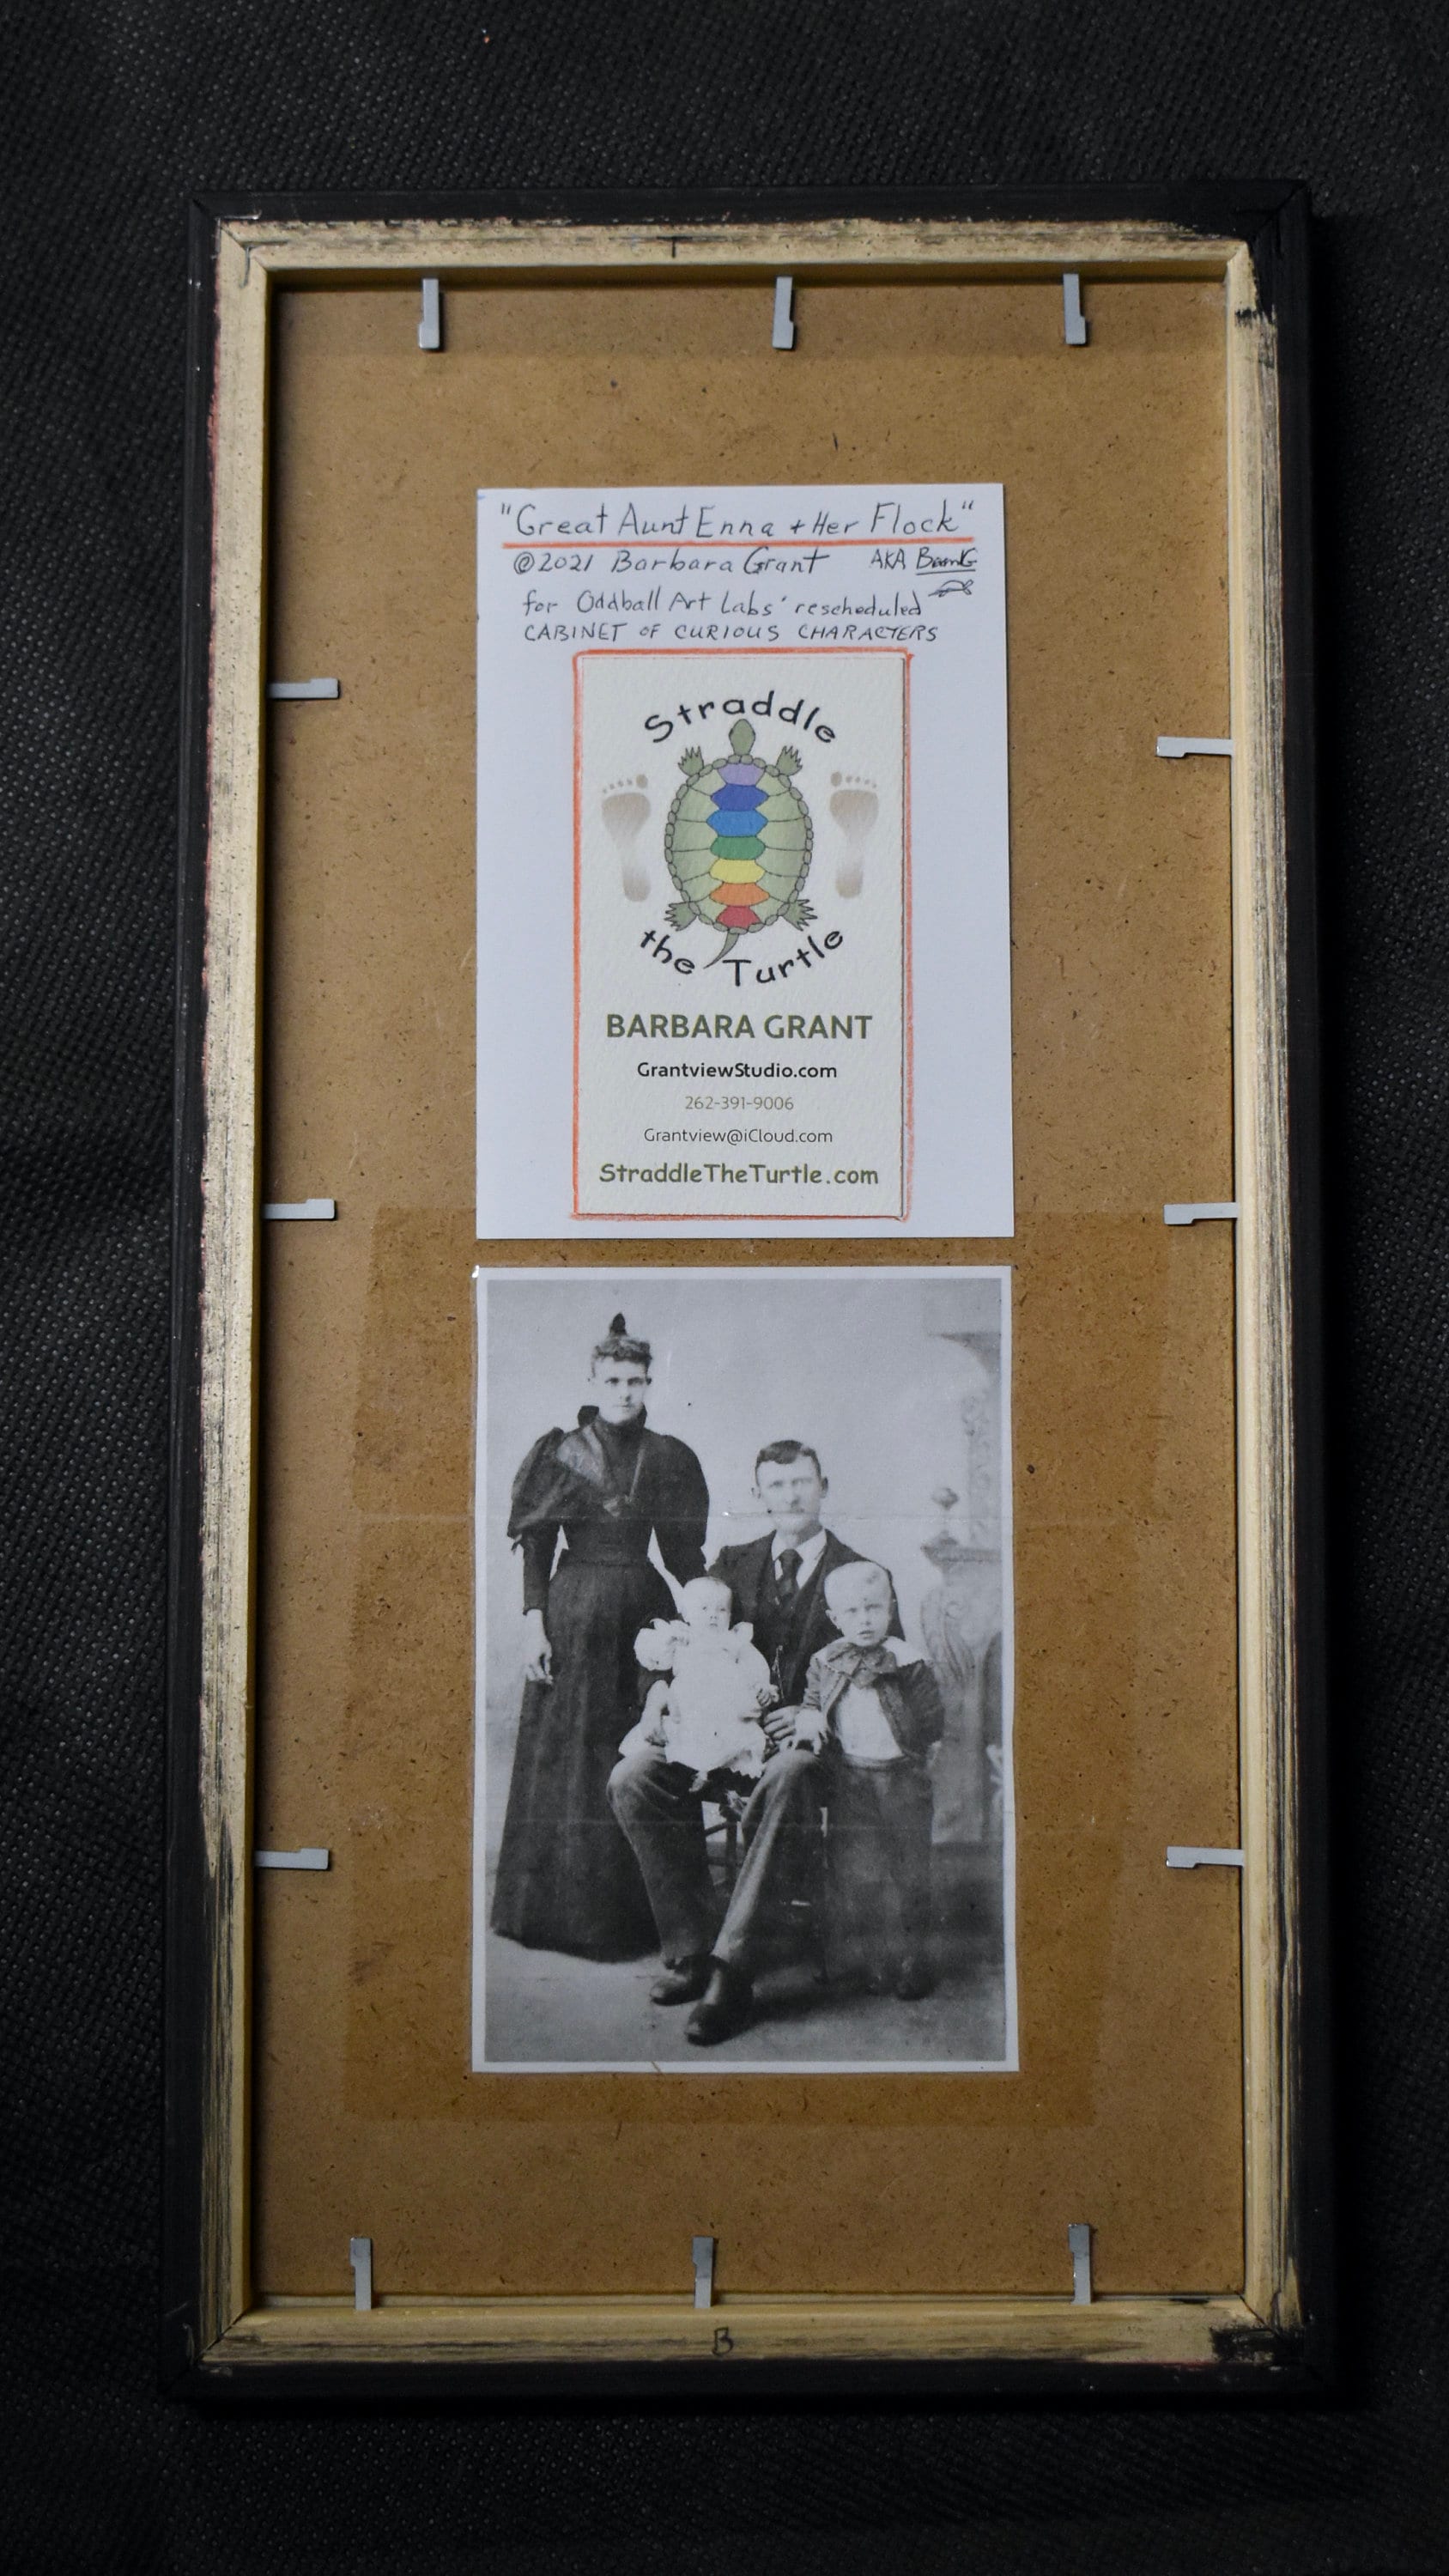 T
"Great Aunt Enna + Her Flock"
©2021 Barbara Grant AKA BamG
for Oddball Art Labs' rescheduled
CABINET OF CURIOUS CHARACTERS
Straddle
the Turtle
BARBARA GRANT
GrantviewStudio.com
262-391-9006
Grantview@iCloud.com
StraddleTheTurtle.com
B